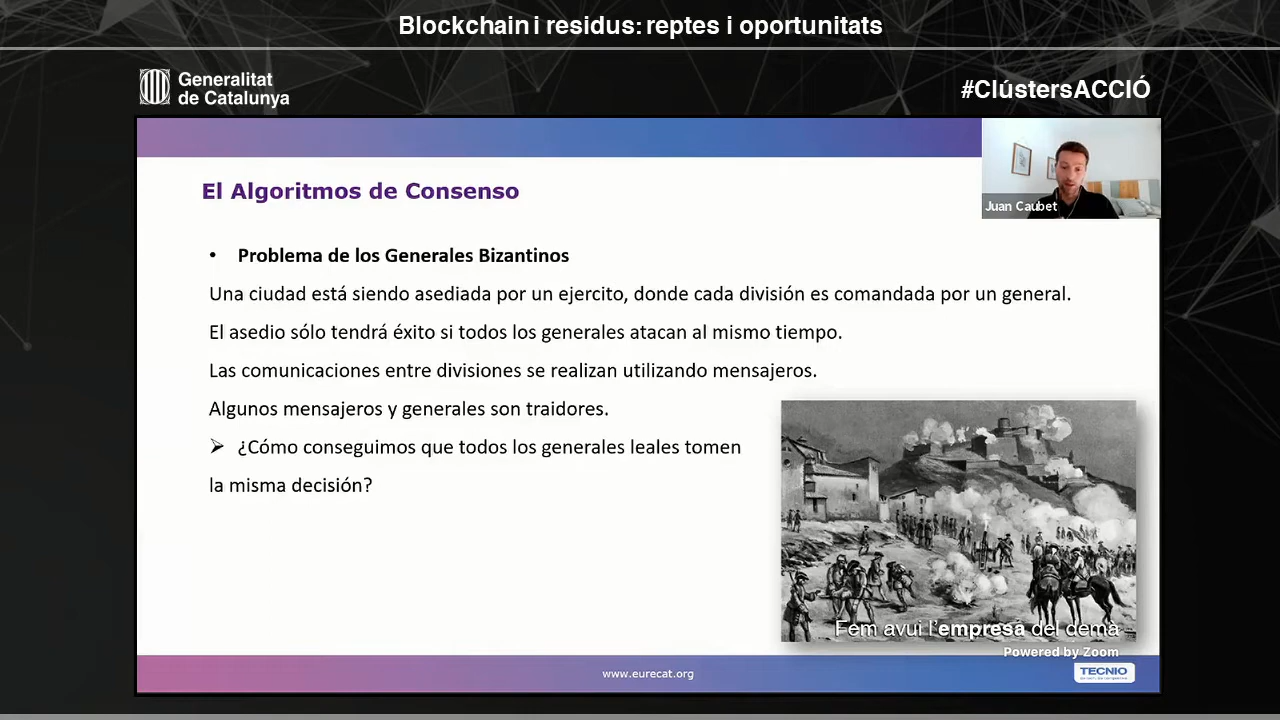 Blockchain i residus: reptes i oportunitats
Generalitat
de Catalunya
#ClústersACCIÓ
Juan Caubet
El Algoritmos de Consenso
• Problema de los Generales Bizantinos
Una ciudad está siendo asediada por un ejercito, donde cada división es comandada por un general.
El asedio sólo tendrá éxito si todos los generales atacan al mismo tiempo.
Las comunicaciones entre divisiones se realizan utilizando mensajeros.
Algunos mensajeros y generales son traidores.
➢ ¿Cómo conseguimos que todos los generales leales tomen
la misma decisión?
Fem avui l'empresa del demà
Powered by Zoom
www.eurecat.org
TECNIO